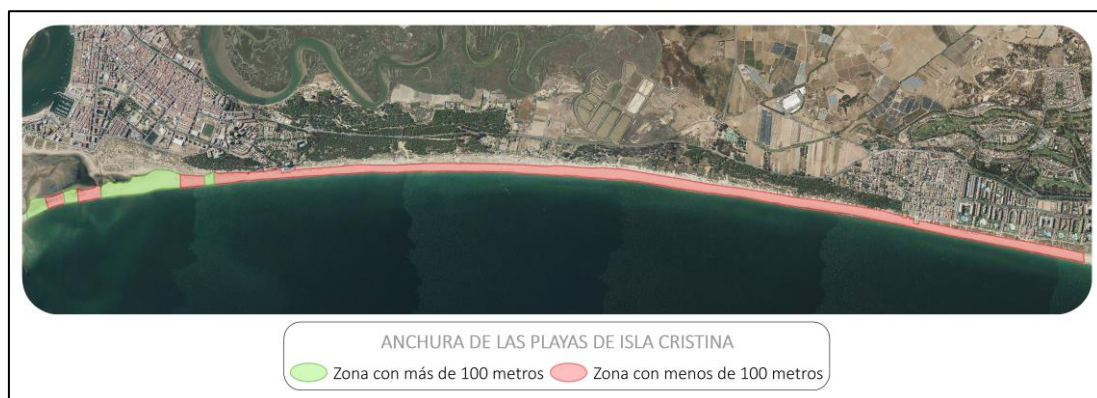 ANCHURA DE LAS PLAYAS DE ISLA CRISTINA
Zona con más de 100 metros Zona con menos de 100 metros